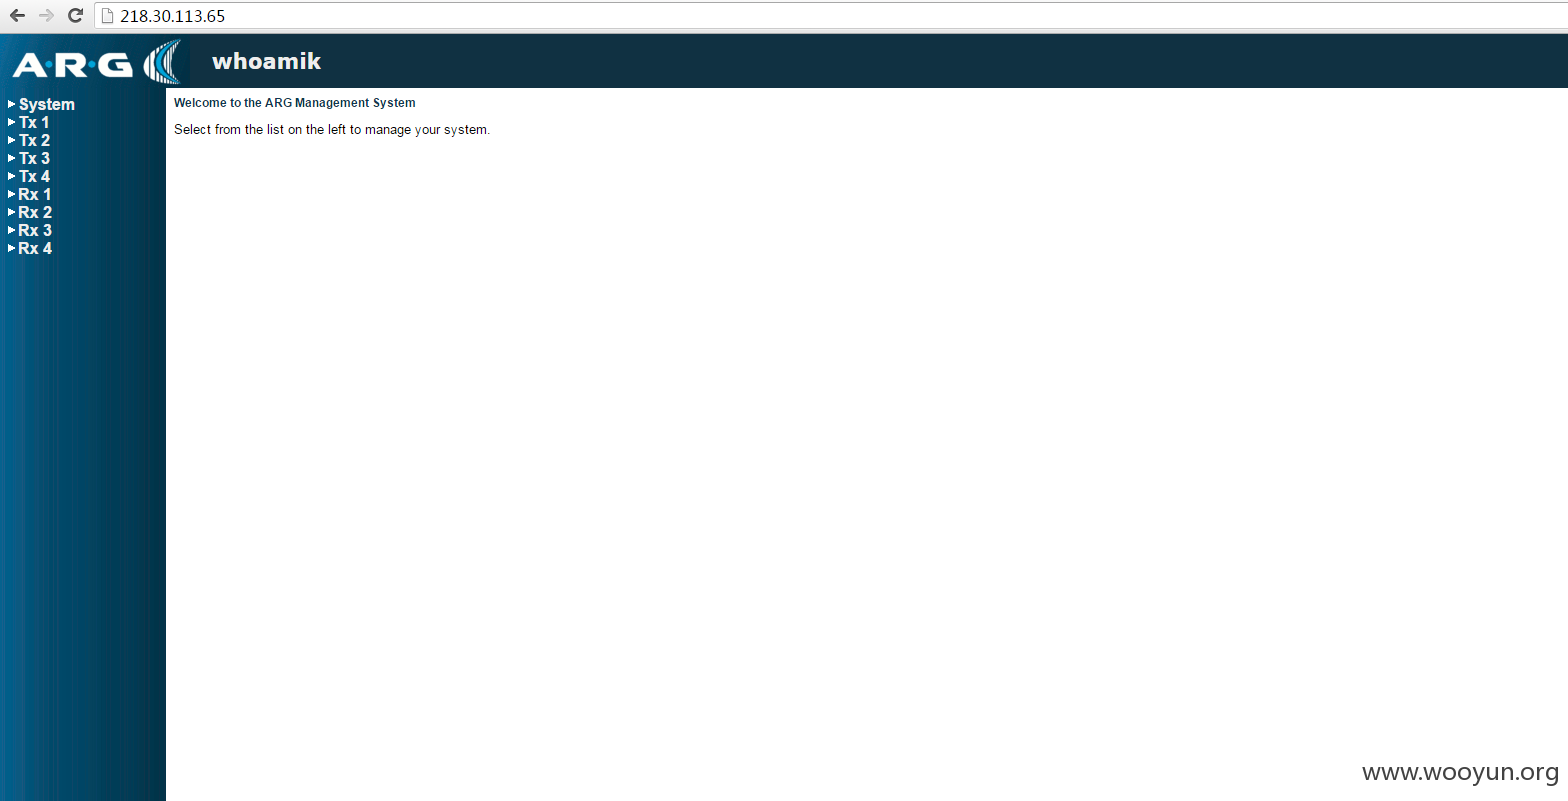 218.30.113.65
A·R·G
whoamik
System
Tx 1
Tx 2
Tx 3
Tx 4
Rx 1
Rx 2
Rx 3
Rx 4
Welcome to the ARG Management System
Select from the list on the left to manage your system.
www.wooyun.org